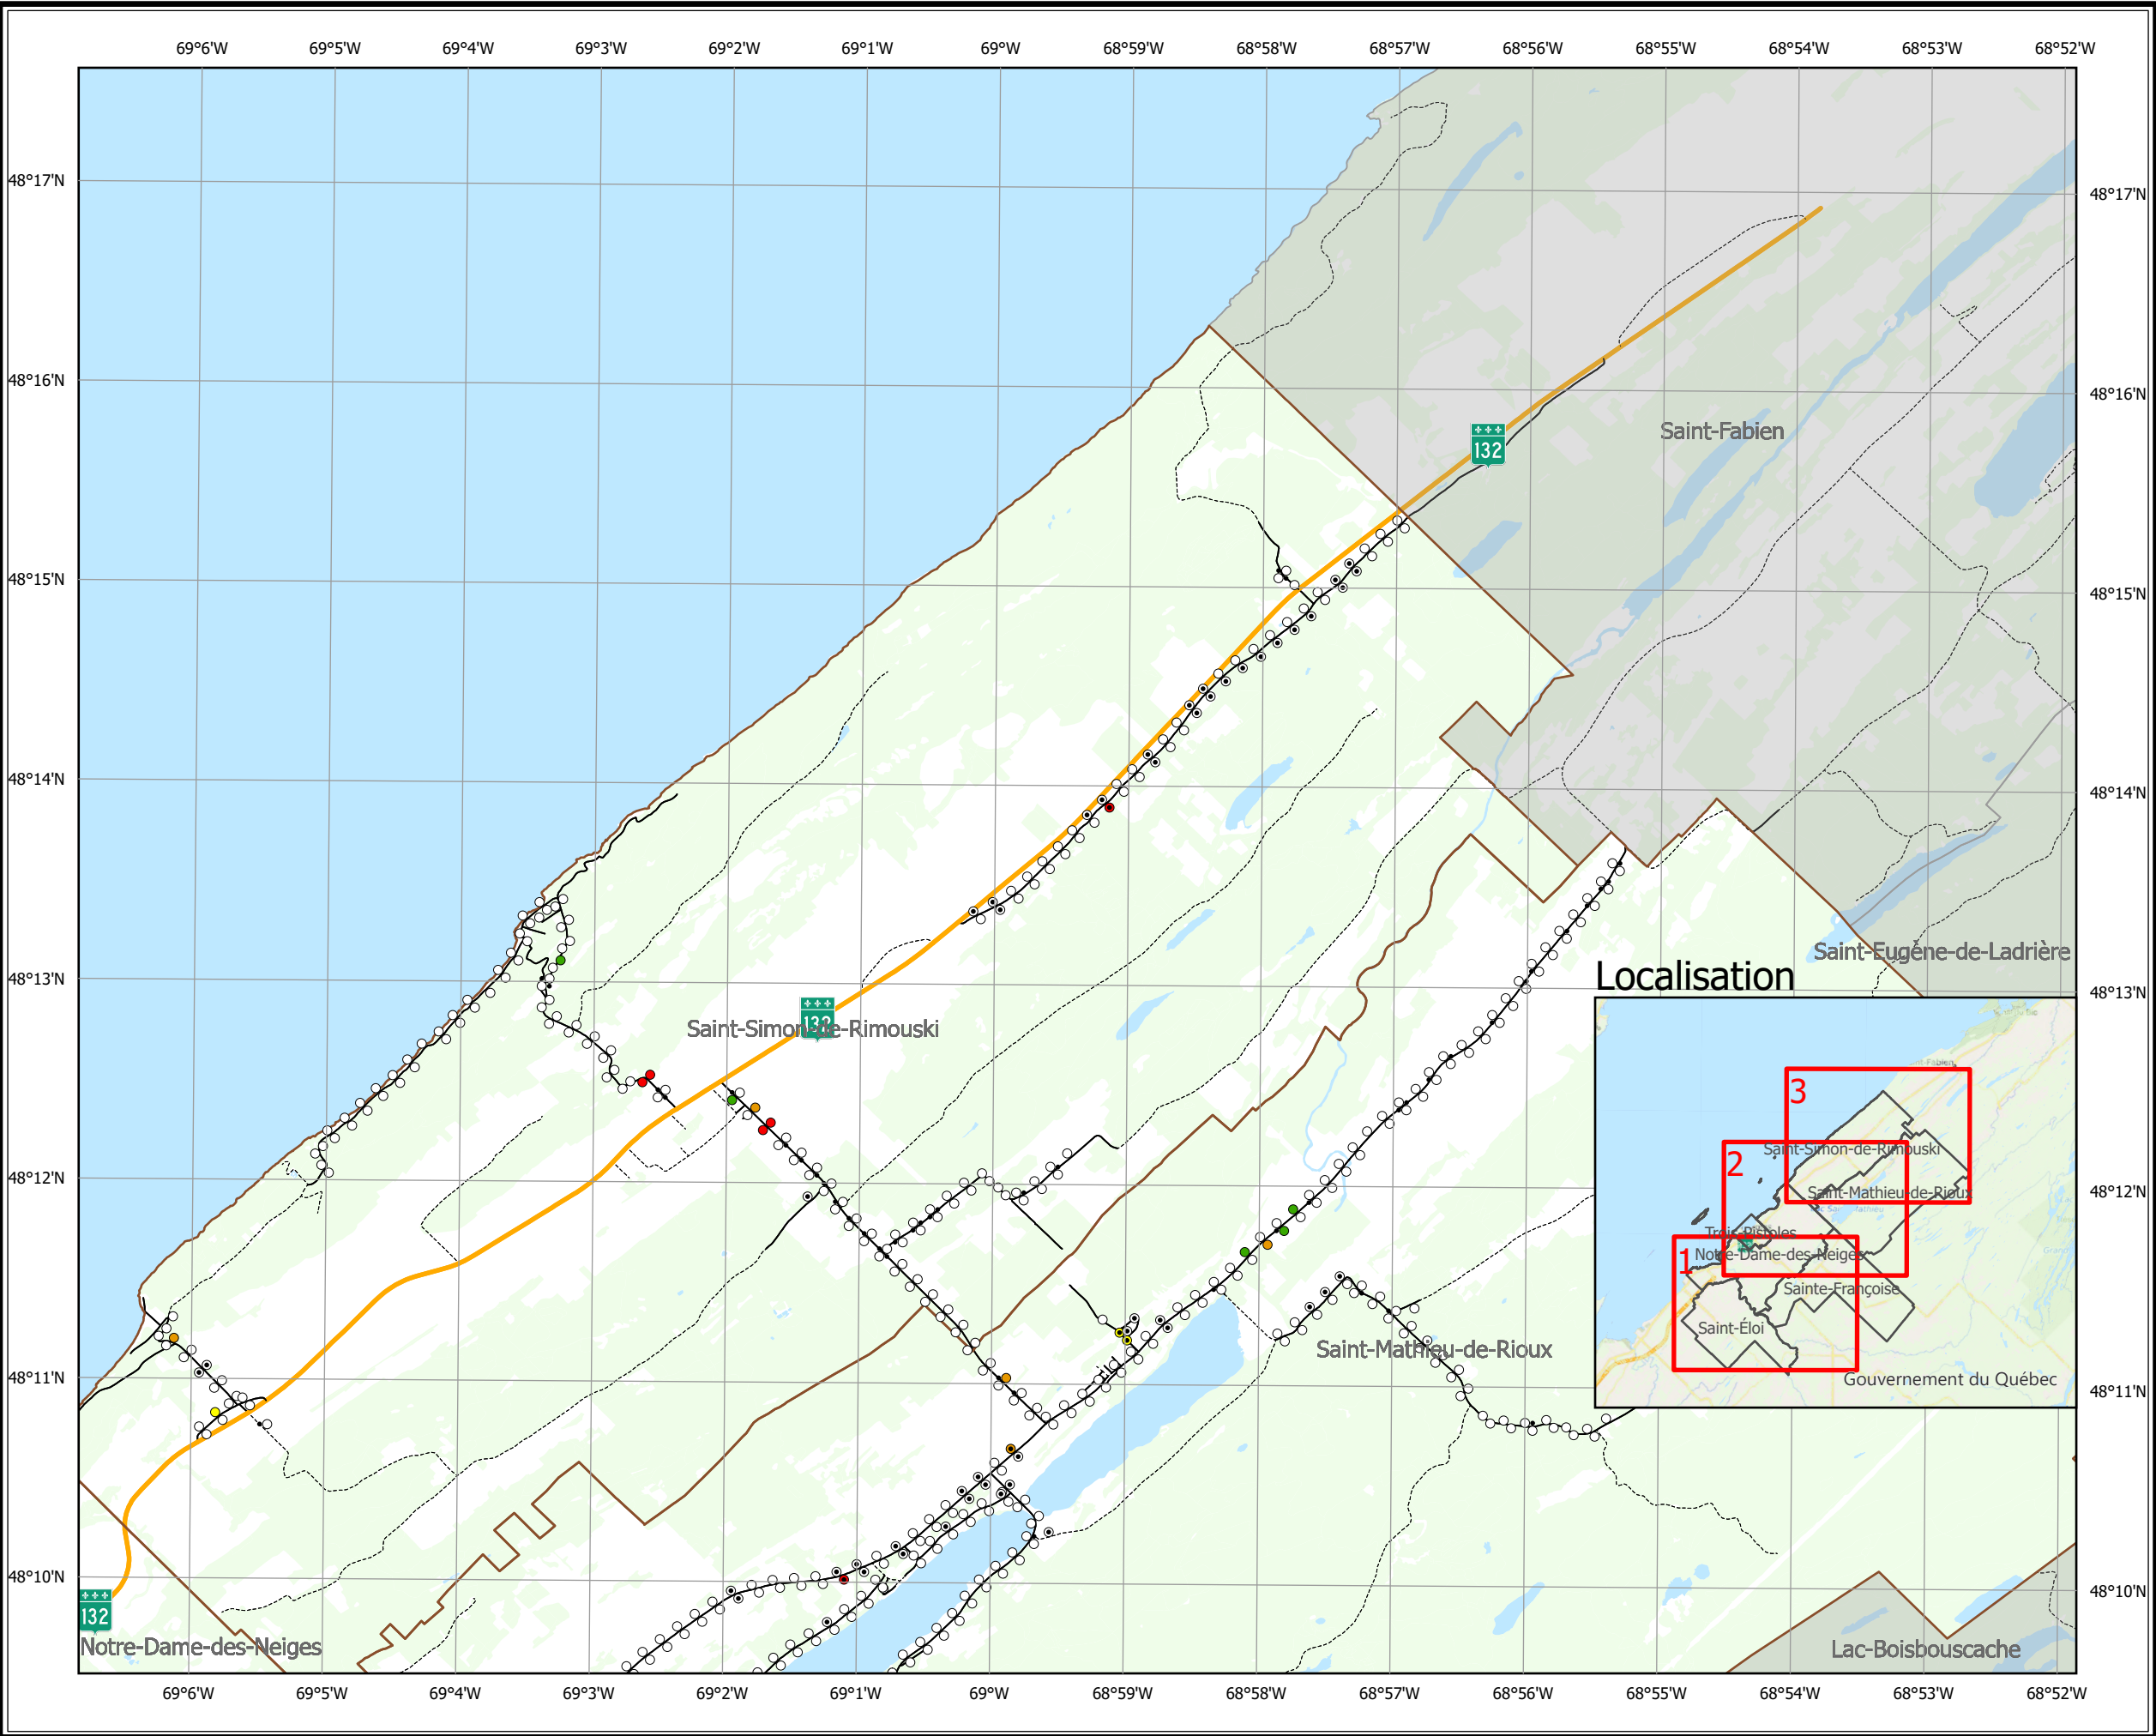 69°6'W 69°5'W 69°4'W 69°3'W 69°2'W 69°1'W 69°W 68°59'W 68°58'W 68°57'W 68°56'W 68°55'W 68°54'W 68°53'W 68°52'W
48°17'N 48°17'N
48°16'N 48°16'N
Saint-Fabien
132
48°15'N 48°15'N
48°14'N 48°14'N
Saint-Eugène-de-Ladrière
Localisation
48°13'N 48°13'N
132
Saint-Simon-de-Rimouski
3
Saint-Simon-de-Rimouski
2
48°12'N 48°12'N
Saint-Mathieu-de-Rioux
Trois-Pistoles
1
Notre-Dame-des-Neiges
Sainte-Françoise
Saint-Éloi
Saint-Mathieu-de-Rioux
Gouvernement du Québec
48°11'N 48°11'N
48°10'N 48°10'N
132
Notre-Dame-des-Neiges
Lac-Boisbouscache
69°6'W 69°5'W 69°4'W 69°3'W 69°2'W 69°1'W 69°W 68°59'W 68°58'W 68°57'W 68°56'W 68°55'W 68°54'W 68°53'W 68°52'W